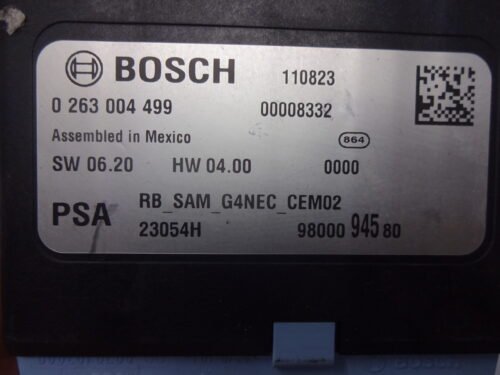 BOSCH 110823
0 263 004 499 00008332
Assembled in Mexico 864
SW 06.20 HW 04.00 0000
PSA RB_SAM_G4NEC_CEM02
23054H 98000 945 80
BOSCH